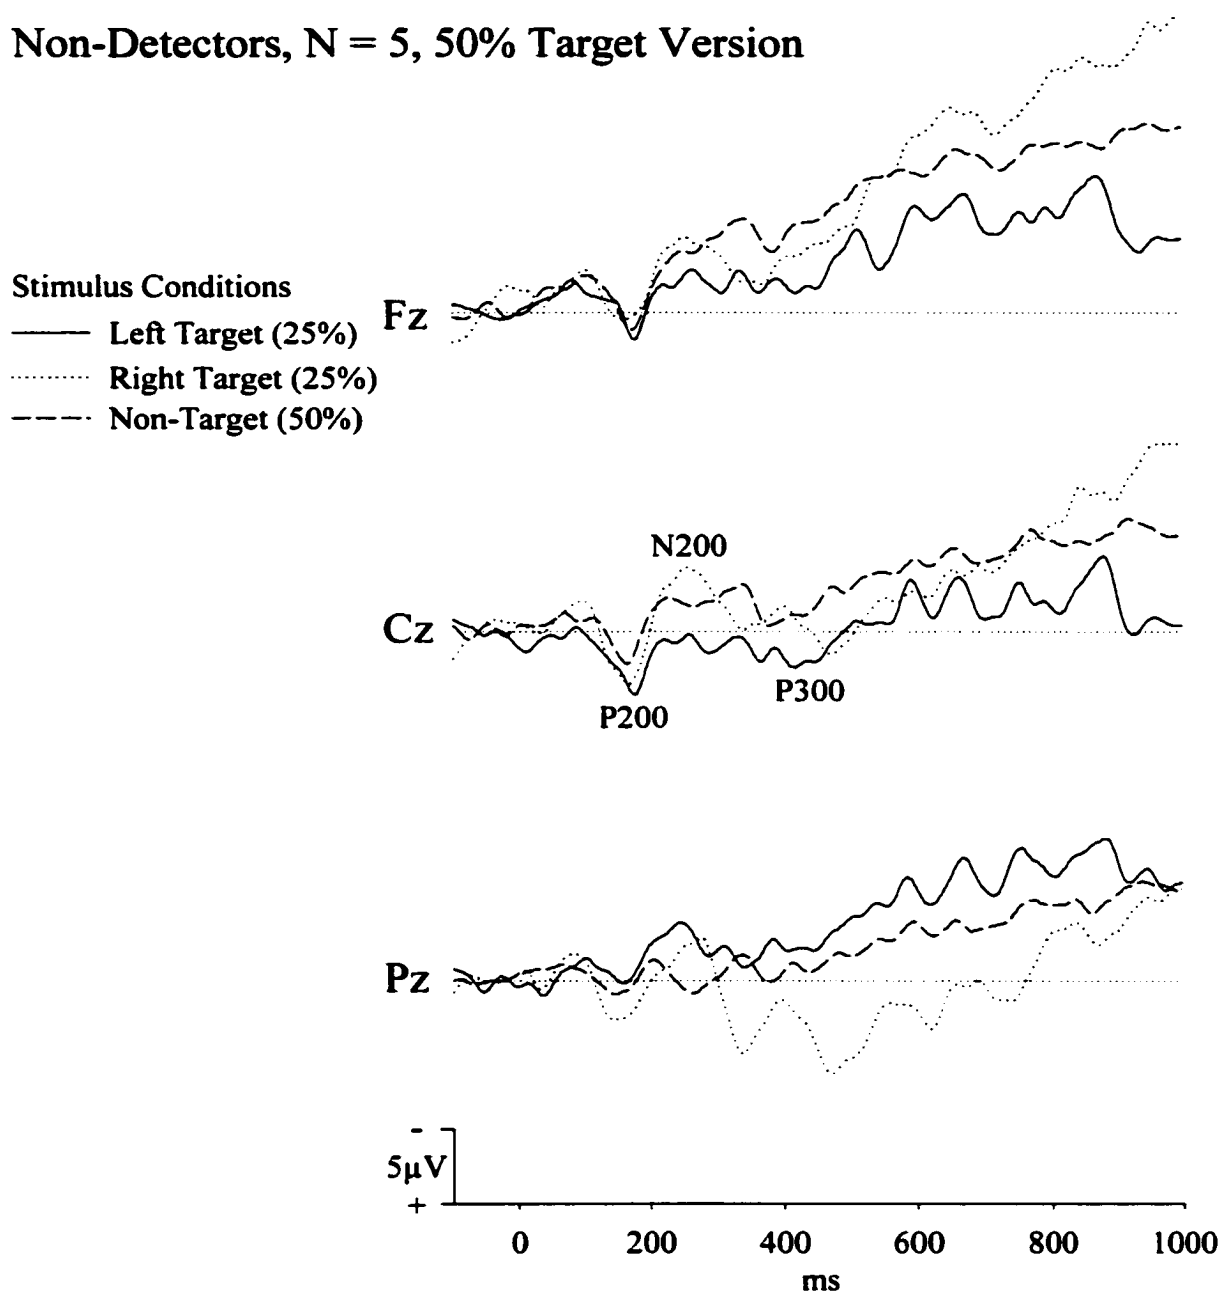 Non-Detectors, N = 5, 50% Target Version
Stimulus Conditions
Left Target (25%)
Right Target (25%)
Non-Target (50%)
Fz
N200
Cz
P300
P200
Pz
-
5μV
+
0 200 400 600 800 1000
ms